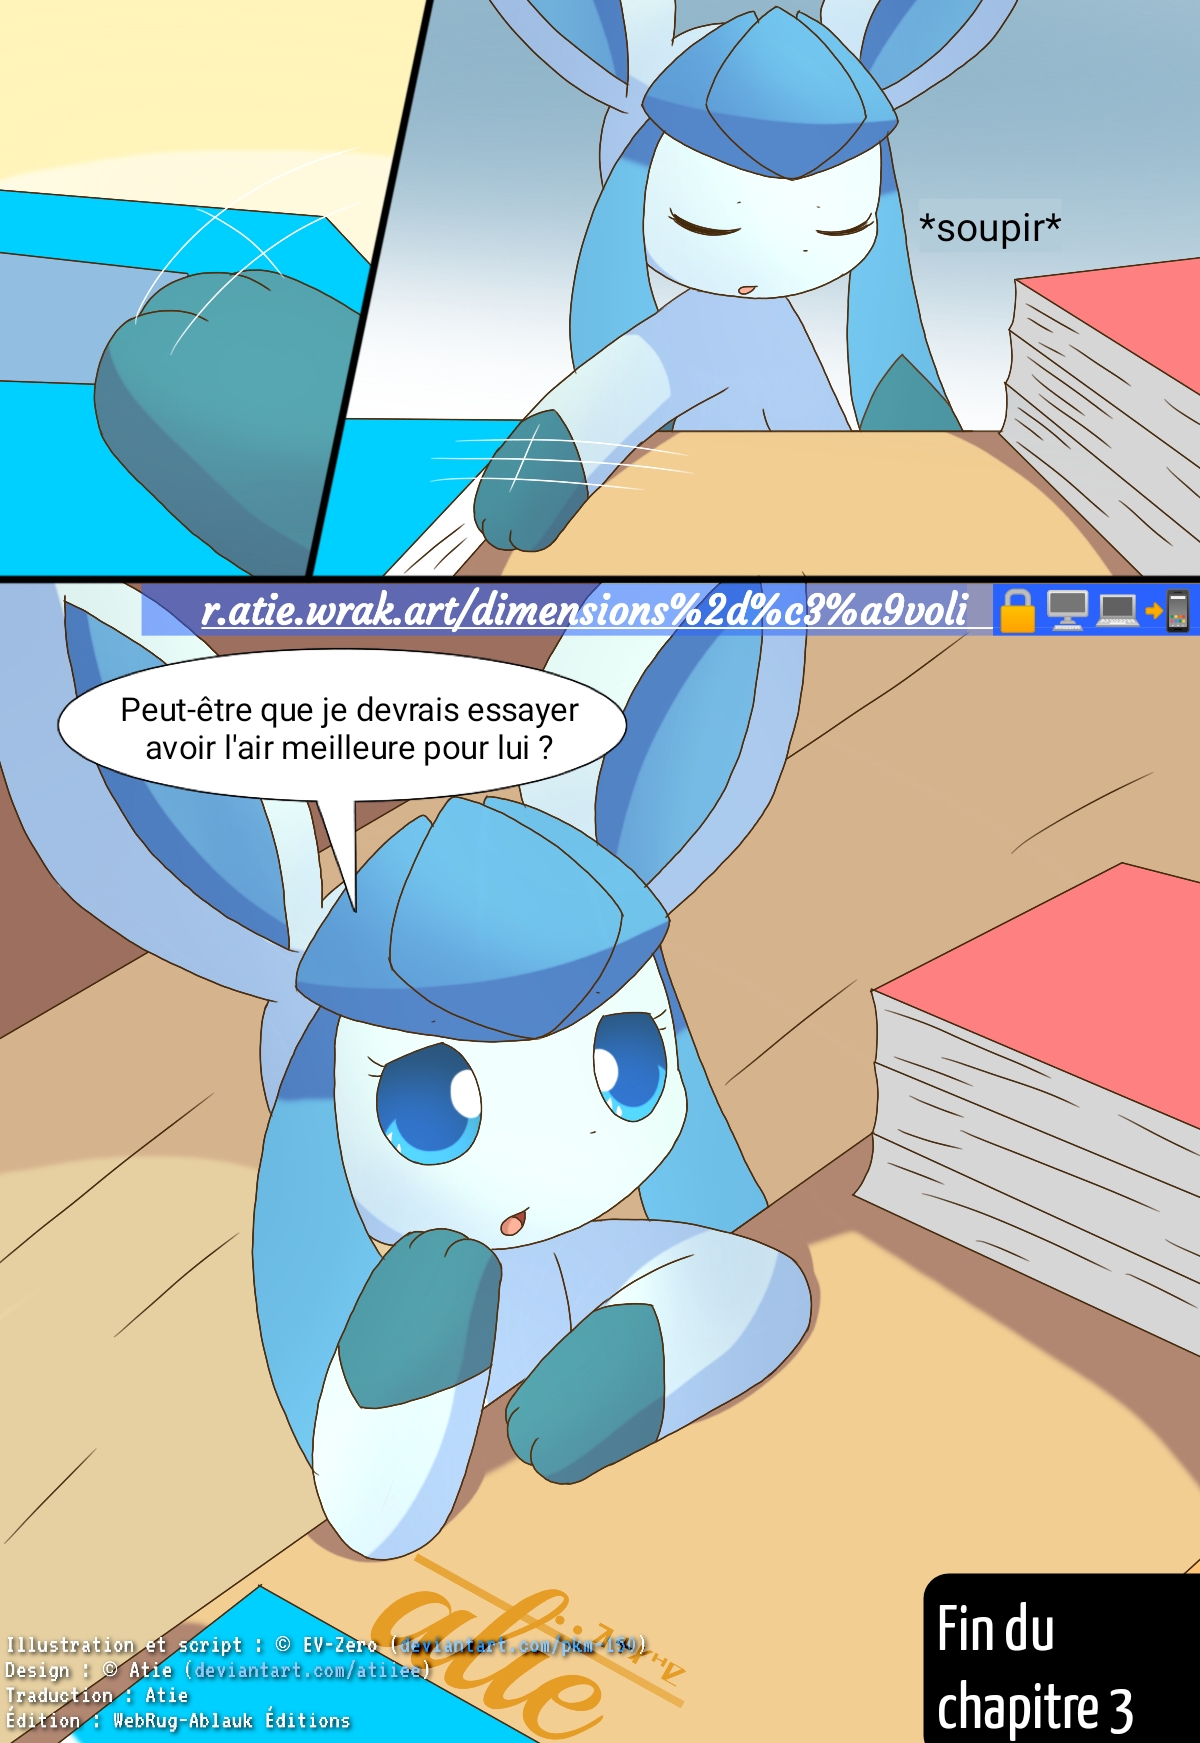 *soupir*
r.atie.wrak.art/dimensions%2d%c3%a9voli
Peut-être que je devrais essayer
avoir l'air meilleure pour lui ?
atie
Illustration et script : © EV-Zero (deviantart.com/pkm-150)
Design : © Atie (deviantart.com/atiiee)
Traduction : Atie
Édition : WebRug-Ablauk Éditions
Fin du
chapitre 3